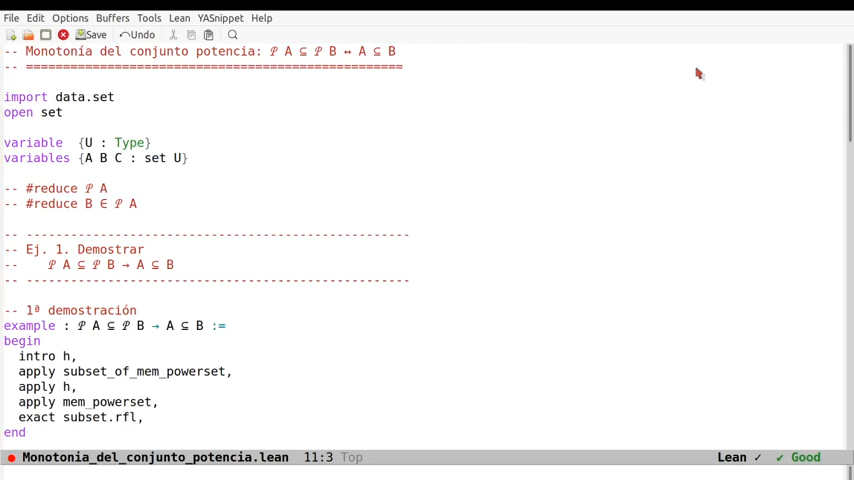 File Edit Options Buffers Tools Lean YASnippet Help
Save Undo
-- Monotonía del conjunto potencia: 𝒫 A ⊆ 𝒫 B ↔ A ⊆ B
-- ===================================================
import data.set
open set
variable  {U : Type}
variables {A B C : set U}
-- #reduce 𝒫 A
-- #reduce B ∈ 𝒫 A
-- ----------------------------------------------------
-- Ej. 1. Demostrar
--    𝒫 A ⊆ 𝒫 B → A ⊆ B
-- ----------------------------------------------------
-- 1ª demostración
example : 𝒫 A ⊆ 𝒫 B → A ⊆ B :=
begin
  intro h,
  apply subset_of_mem_powerset,
  apply h,
  apply mem_powerset,
  exact subset.rfl,
end
Monotonia_del_conjunto_potencia.lean  11:3 Top  Lean ✓  ✔ Good